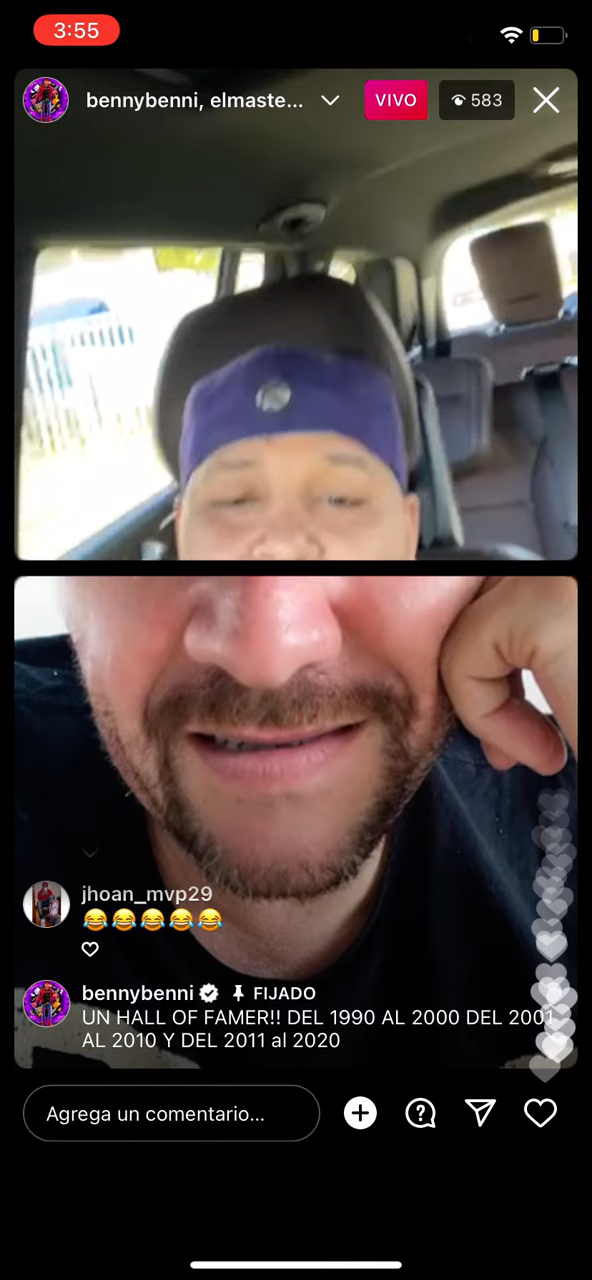 3:55
bennybenni, elmaste...
VIVO
583
jhoan_mvp29
😂😂😂😂😂
bennybenni FIJADO
UN HALL OF FAMER!! DEL 1990 AL 2000 DEL 2001
AL 2010 Y DEL 2011 al 2020
Agrega un comentario...